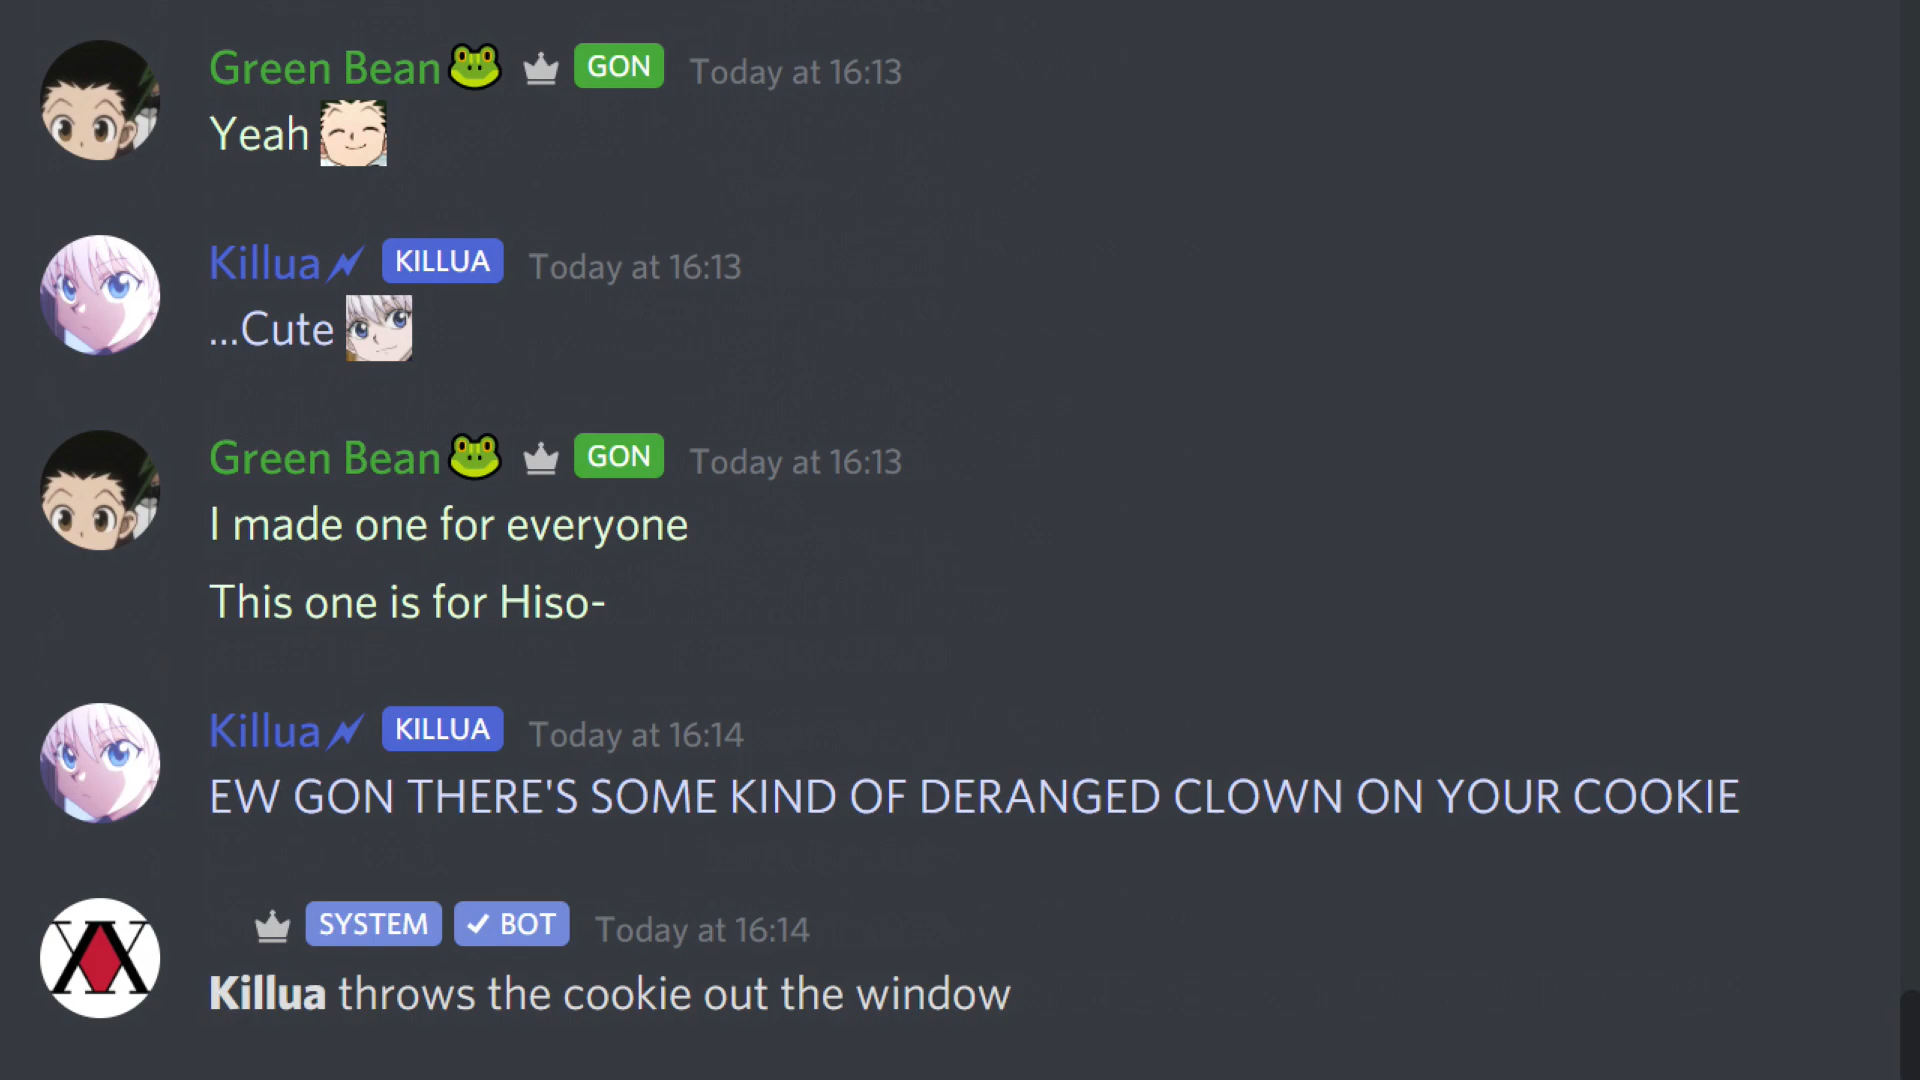 Green Bean🐸 GON Today at 16:13
Yeah
Killua KILLUA Today at 16:13
...Cute
Green Bean🐸 GON Today at 16:13
I made one for everyone
This one is for Hiso-
Killua KILLUA Today at 16:14
EW GON THERE'S SOME KIND OF DERANGED CLOWN ON YOUR COOKIE
SYSTEM ✓ BOT Today at 16:14
Killua throws the cookie out the window